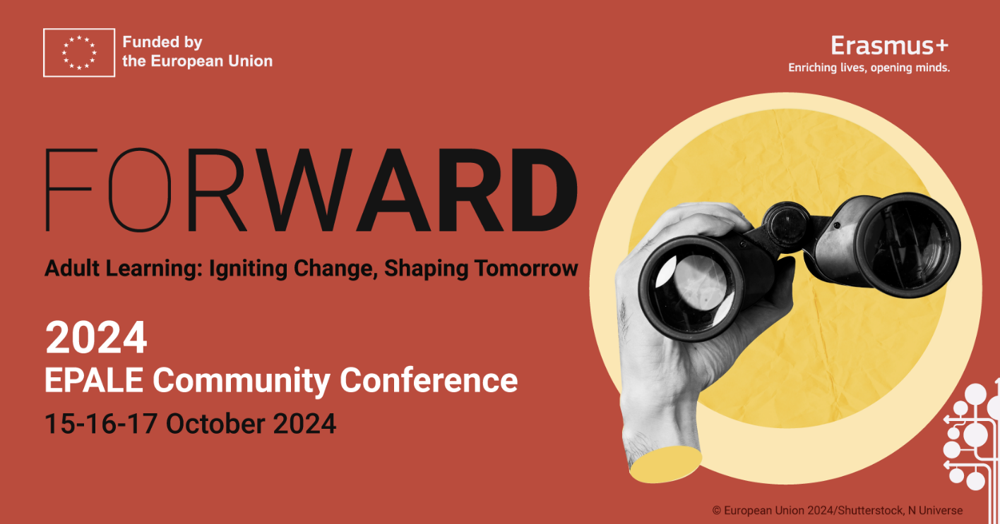 Funded by
the European Union
Erasmus+
Enriching lives, opening minds.
FORWARD
Adult Learning: Igniting Change, Shaping Tomorrow
2024
EPALE Community Conference
15-16-17 October 2024
© European Union 2024/Shutterstock, N Universe